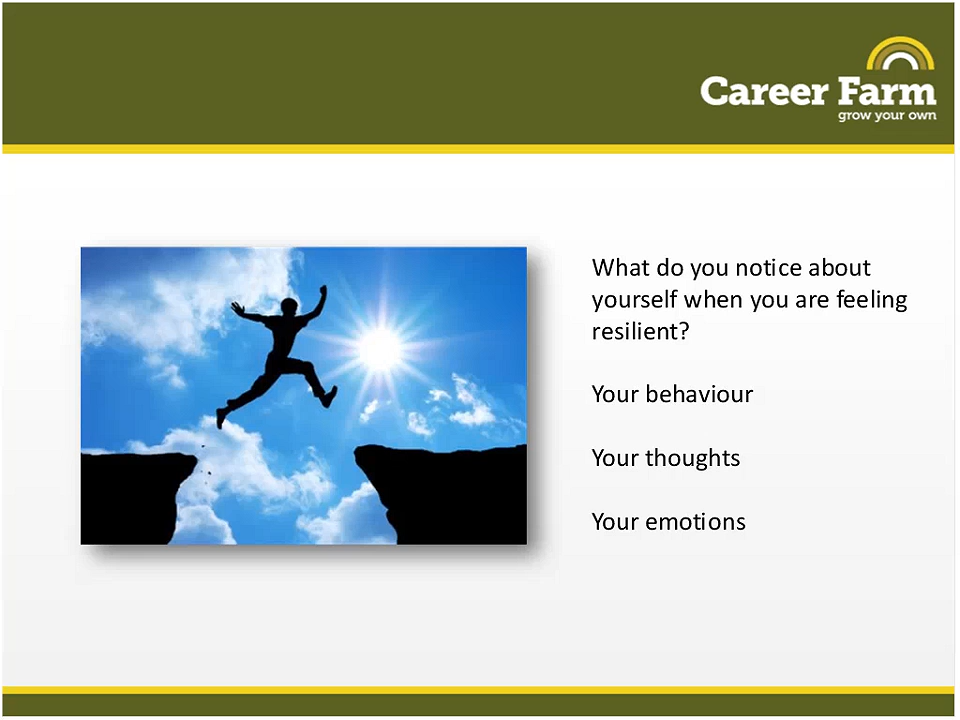 Career Farm
grow your own
What do you notice about
yourself when you are feeling
resilient?
Your behaviour
Your thoughts
Your emotions